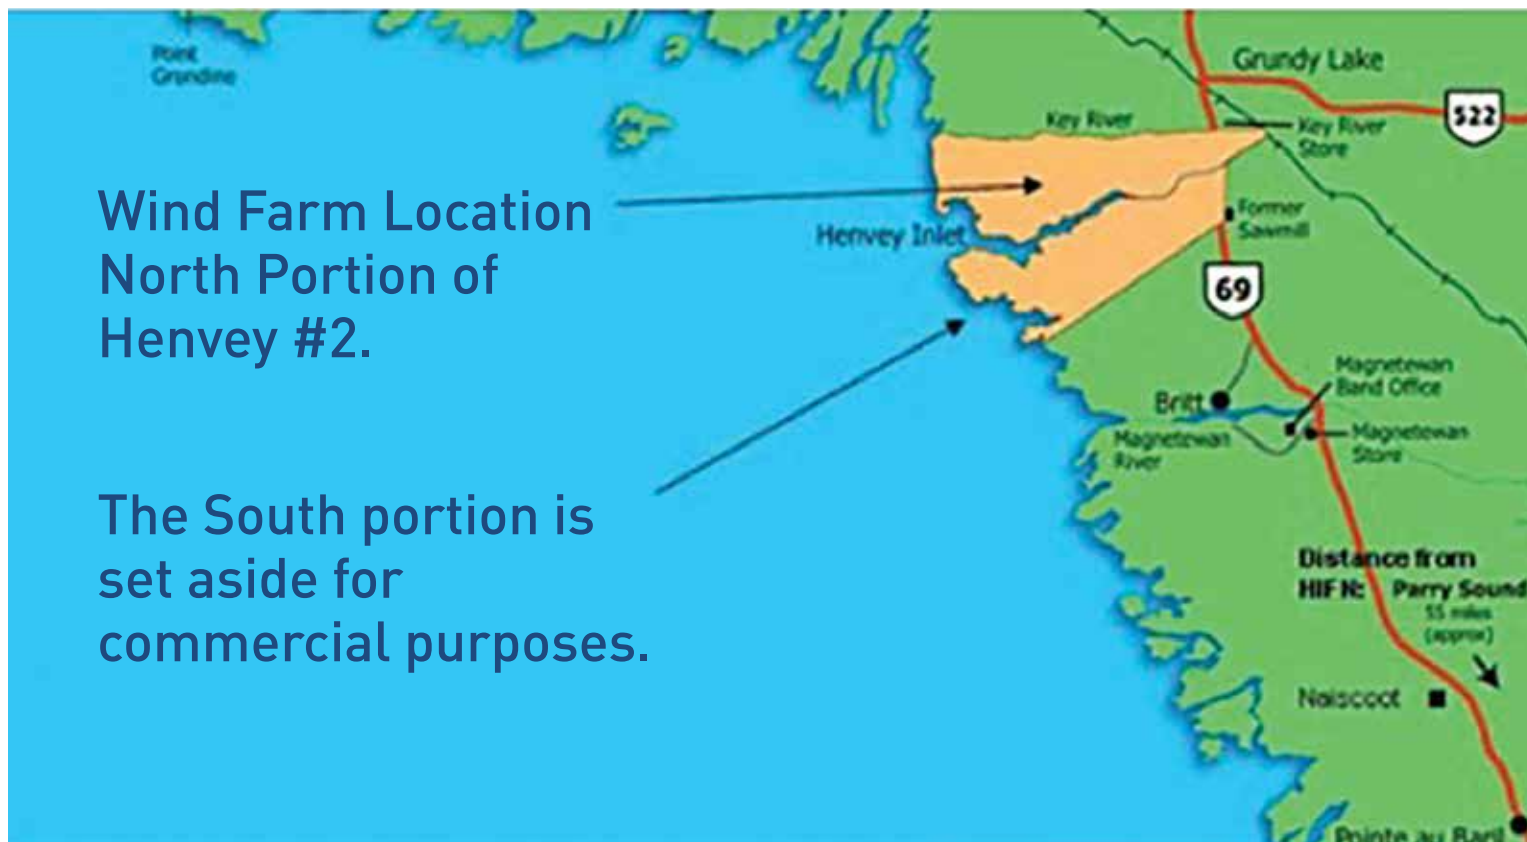 Point
Grondine
Grundy Lake
522
Key River
Key River
Store
Wind Farm Location
North Portion of
Henvey #2.
Henvey Inlet
Former
Sawmill
69
Magnetewan
Band Office
Britt
Magnetewan
River
Magnetewan
Store
The South portion is
set aside for
commercial purposes.
Distance from
HIFN: Parry Sound
55 miles
(approx)
Naiscoot
Pointe au Baril